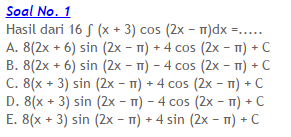 Soal No. 1
Hasil dari 16 ∫ (x + 3) cos (2x − π)dx =.....
A. 8(2x + 6) sin (2x − π) + 4 cos (2x − π) + C
B. 8(2x + 6) sin (2x − π) − 4 cos (2x − π) + C
C. 8(x + 3) sin (2x − π) + 4 cos (2x − π) + C
D. 8(x + 3) sin (2x − π) − 4 cos (2x − π) + C
E. 8(x + 3) sin (2x − π) + 4 sin (2x − π) + C